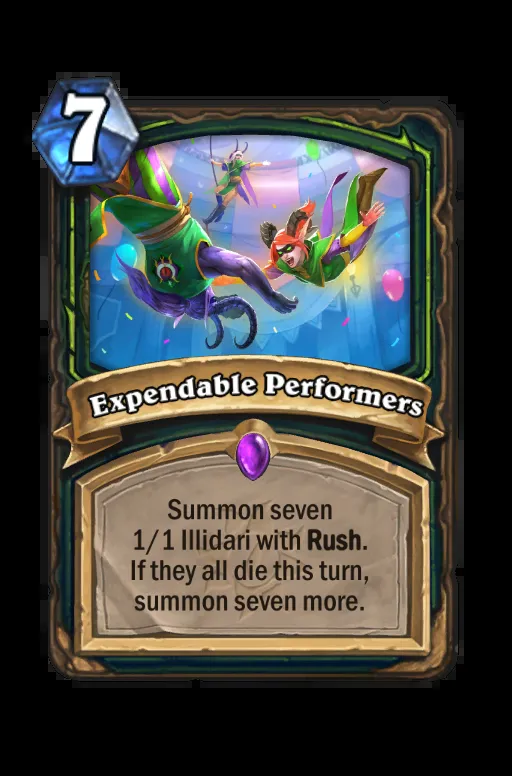 7
Expendable Performers
Summon seven
1/1 Illidari with Rush.
If they all die this turn,
summon seven more.